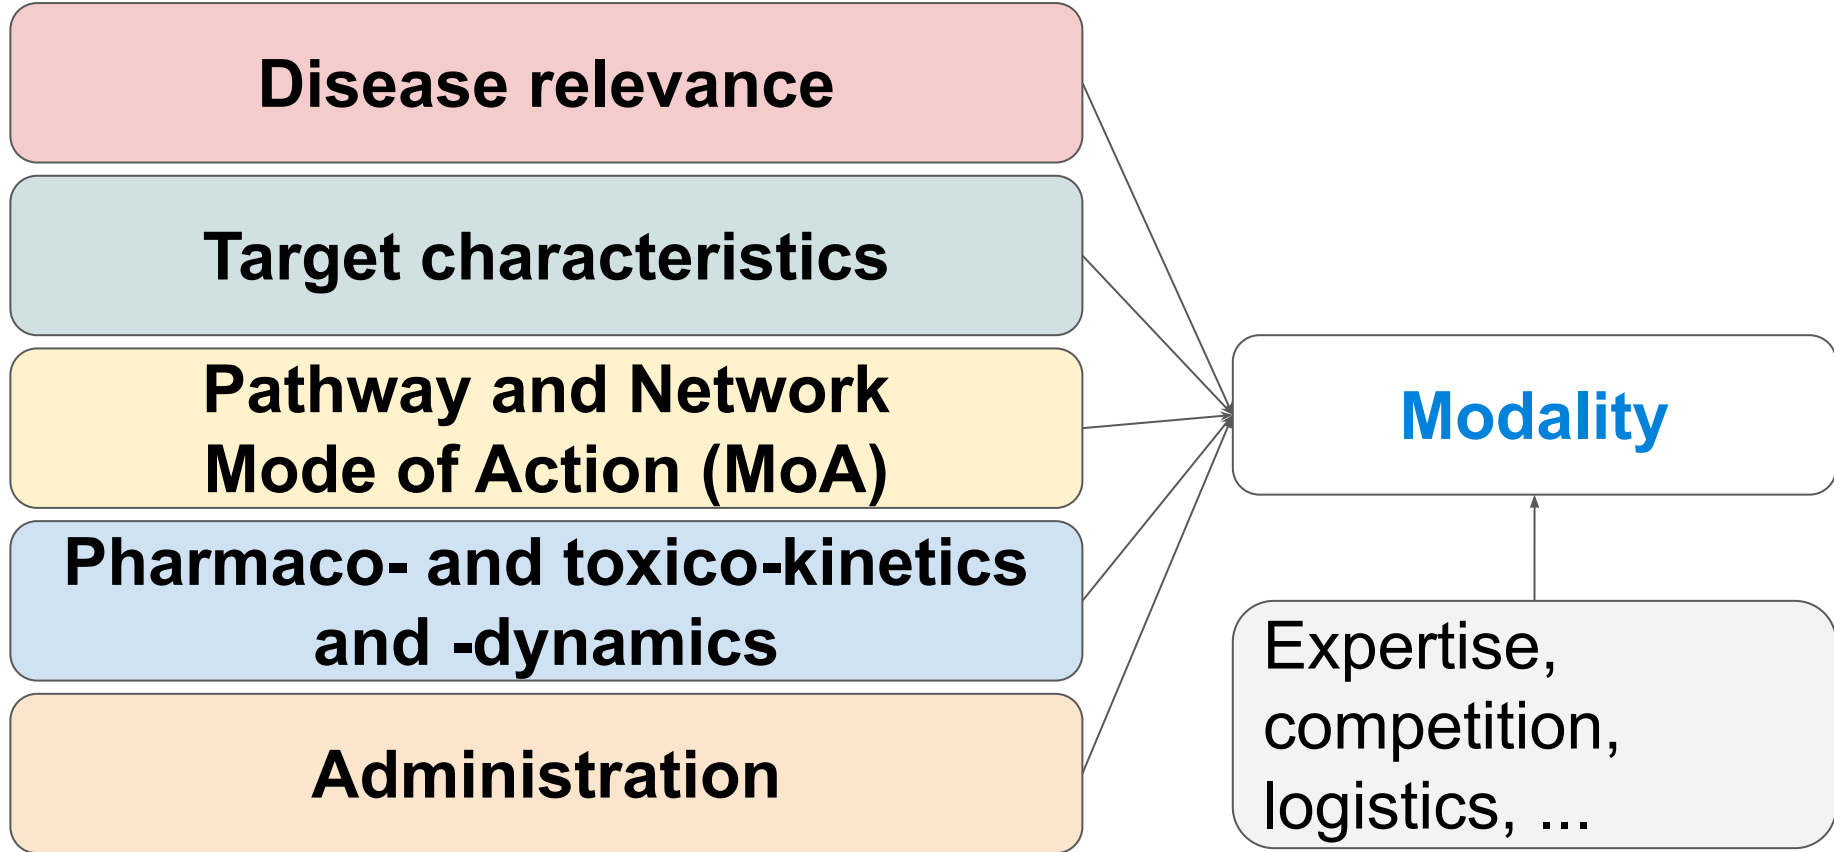 Disease relevance
Target characteristics
Pathway and Network
Mode of Action (MoA)
Pharmaco- and toxico-kinetics
and -dynamics
Administration
Modality
Expertise,
competition,
logistics, ...